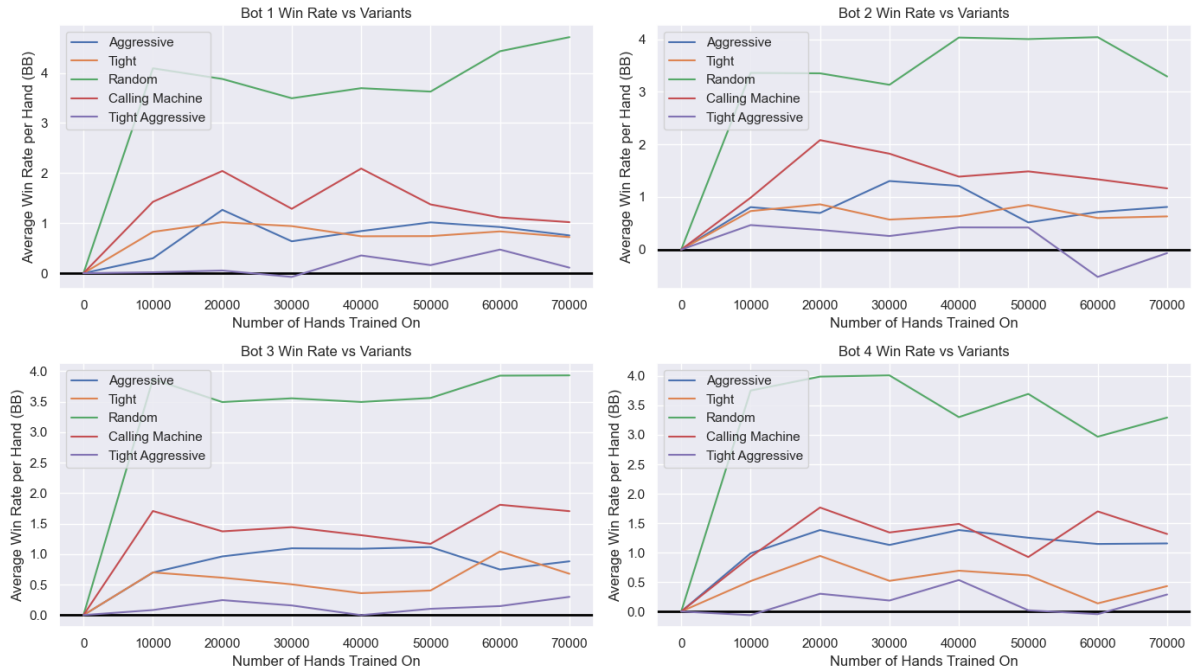 Bot 1 Win Rate vs Variants
Average Win Rate per Hand (BB)
4
3
2
1
0
Aggressive
Tight
Random
Calling Machine
Tight Aggressive
0 10000 20000 30000 40000 50000 60000 70000
Number of Hands Trained On
Bot 2 Win Rate vs Variants
Average Win Rate per Hand (BB)
4
3
2
1
0
Aggressive
Tight
Random
Calling Machine
Tight Aggressive
0 10000 20000 30000 40000 50000 60000 70000
Number of Hands Trained On
Bot 3 Win Rate vs Variants
Average Win Rate per Hand (BB)
4.0
3.5
3.0
2.5
2.0
1.5
1.0
0.5
0.0
Aggressive
Tight
Random
Calling Machine
Tight Aggressive
0 10000 20000 30000 40000 50000 60000 70000
Number of Hands Trained On
Bot 4 Win Rate vs Variants
Average Win Rate per Hand (BB)
4.0
3.5
3.0
2.5
2.0
1.5
1.0
0.5
0.0
Aggressive
Tight
Random
Calling Machine
Tight Aggressive
0 10000 20000 30000 40000 50000 60000 70000
Number of Hands Trained On